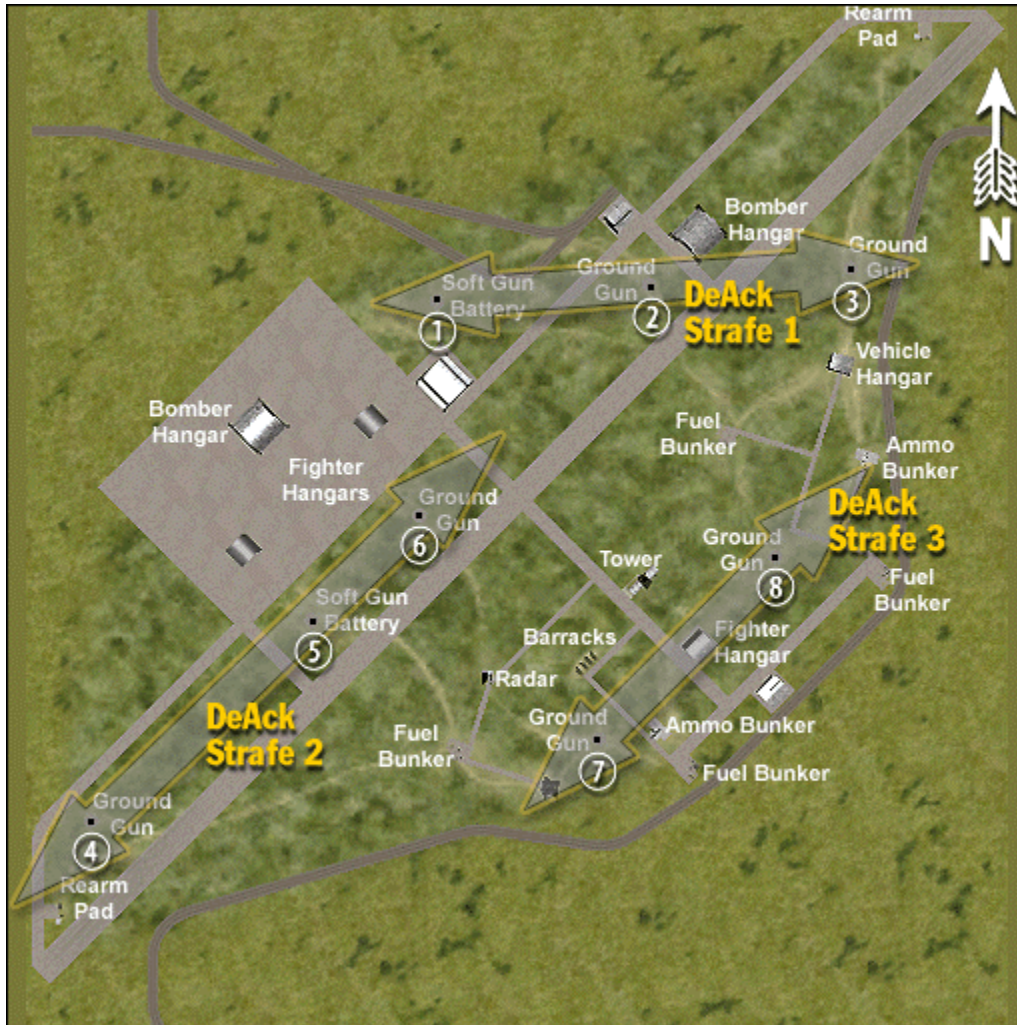 Rearm
Pad
N
Bomber
Hangar
Ground
Gun
3
Ground
Gun
2
Soft Gun
Battery
1
DeAck
Strafe 1
Vehicle
Hangar
Bomber
Hangar
Fighter
Hangars
Fuel
Bunker
Ammo
Bunker
Ground
Gun
6
DeAck
Strafe 3
Ground
Gun
8
Tower
Fuel
Bunker
Soft Gun
Battery
5
Barracks
Fighter
Hangar
Radar
DeAck
Strafe 2
Ground
Gun
7
Ammo Bunker
Fuel
Bunker
Fuel Bunker
Ground
Gun
4
Rearm
Pad